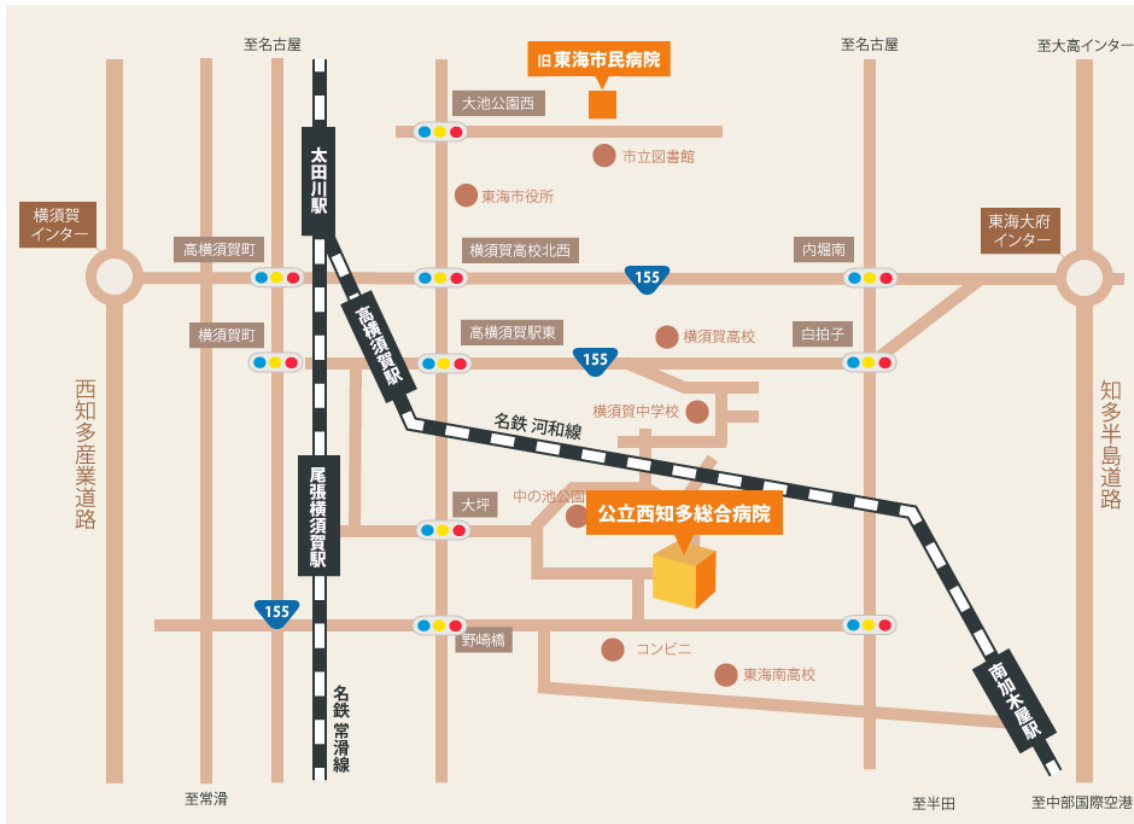 至名古屋
旧東海市民病院
至名古屋
至大高インター
大池公園西
太田川駅
市立図書館
東海市役所
横須賀
インター
東海大府
インター
高横須賀町
横須賀高校北西
155
内堀南
横須賀町
高横須賀駅
高横須賀駅東
155
横須賀高校
白拍子
西知多産業道路
名鉄 河和線
横須賀中学校
知多半島道路
尾張横須賀駅
大坪
中の池公園
公立西知多総合病院
155
野崎橋
コンビニ
東海南高校
南加木屋駅
名鉄 常滑線
至常滑
至半田
至中部国際空港